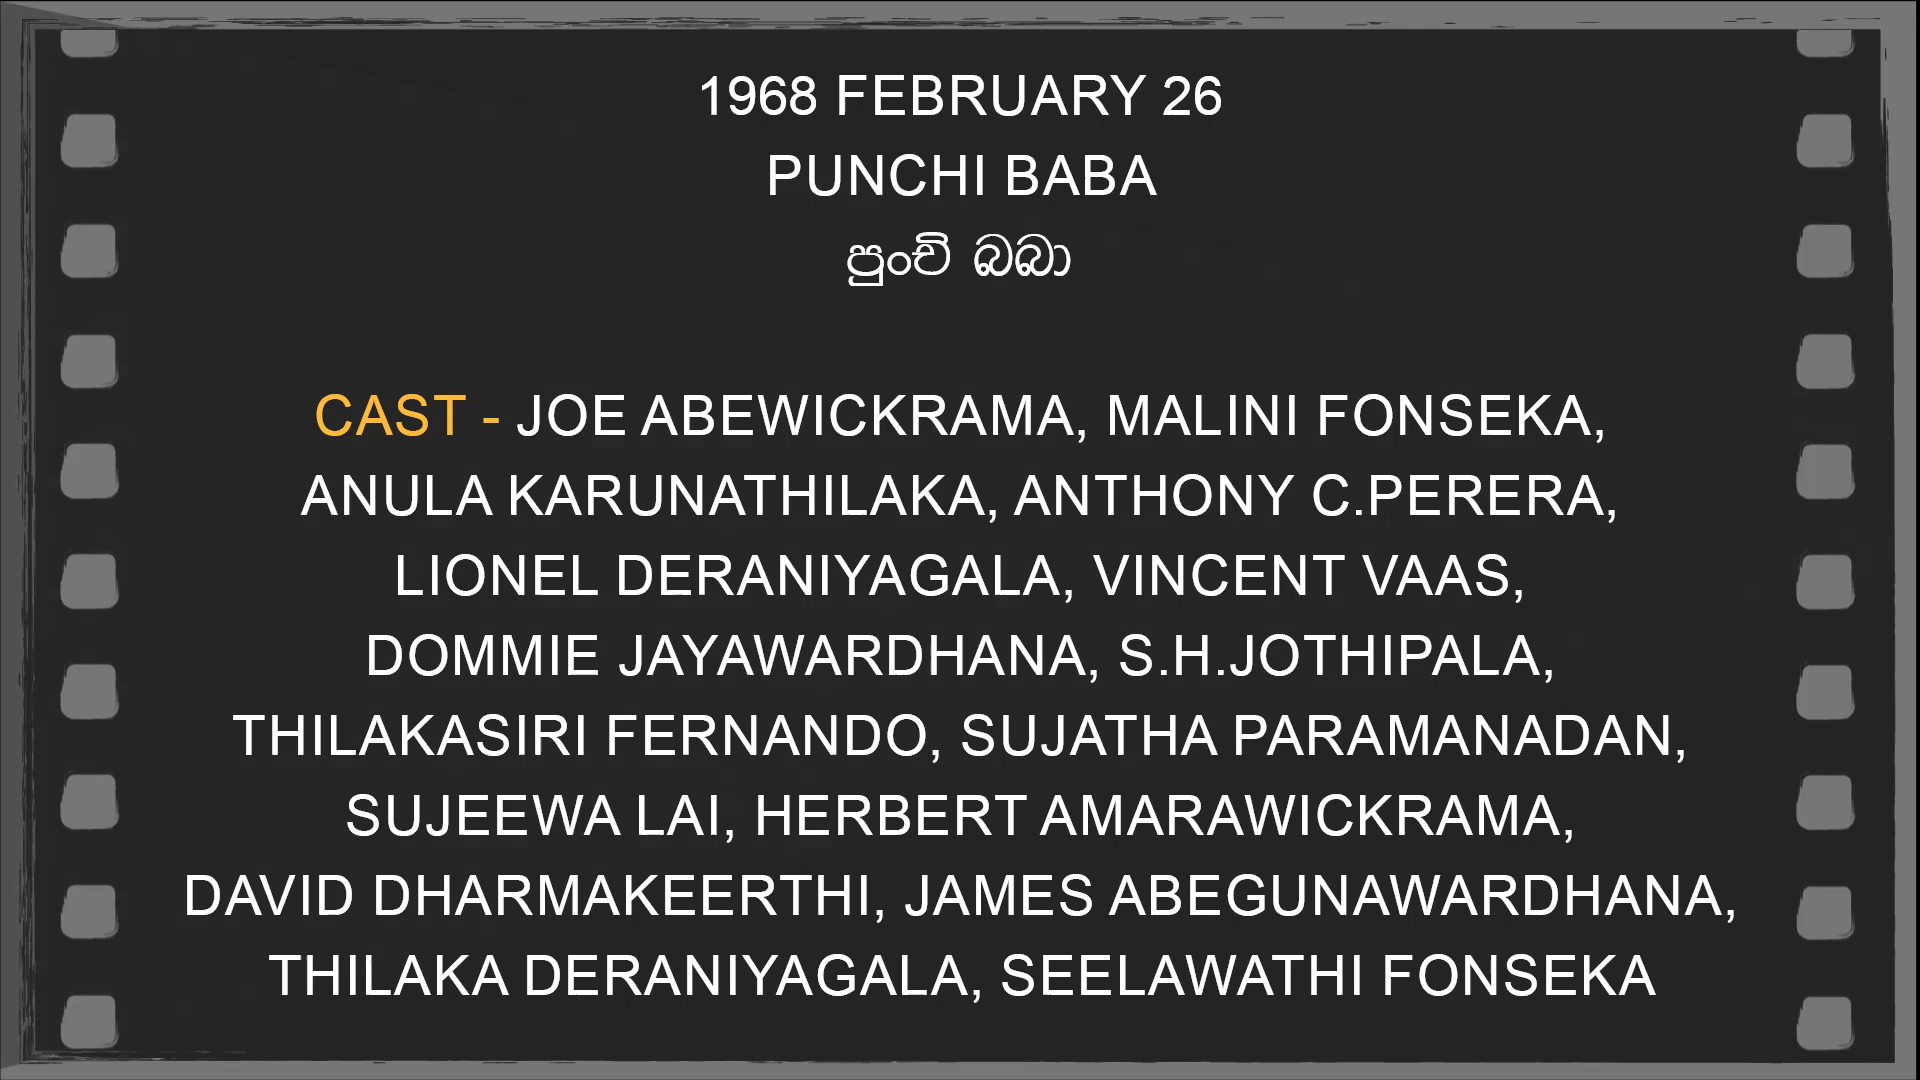 1968 FEBRUARY 26
PUNCHI BABA
පුංචි බබා
CAST - JOE ABEWICKRAMA, MALINI FONSEKA,
ANULA KARUNATHILAKA, ANTHONY C.PERERA,
LIONEL DERANIYAGALA, VINCENT VAAS,
DOMMIE JAYAWARDHANA, S.H.JOTHIPALA,
THILAKASIRI FERNANDO, SUJATHA PARAMANADAN,
SUJEEWA LAI, HERBERT AMARAWICKRAMA,
DAVID DHARMAKEERTHI, JAMES ABEGUNAWARDHANA,
THILAKA DERANIYAGALA, SEELAWATHI FONSEKA